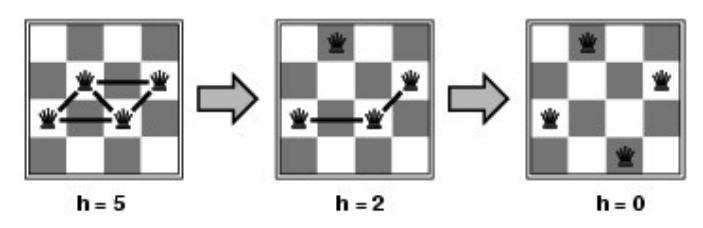 h = 5 h = 2 h = 0